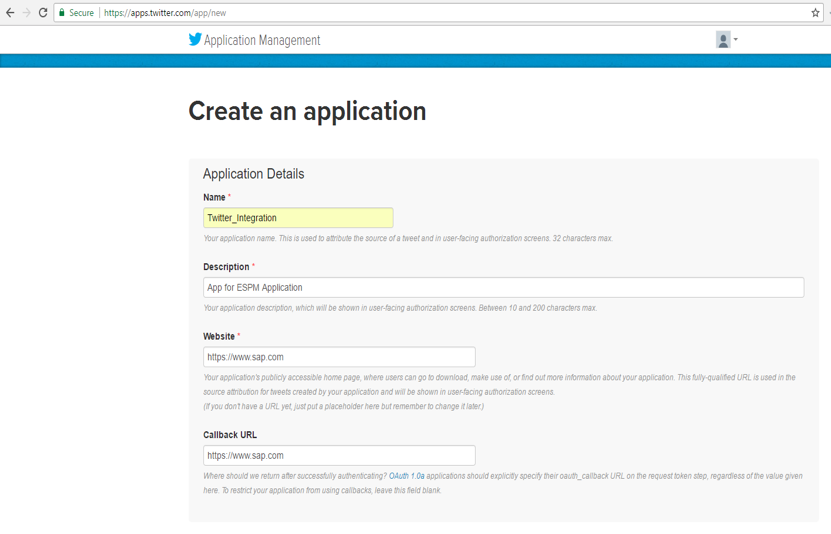 Secure | https://apps.twitter.com/app/new
Application Management
Create an application
Application Details
Name *
Twitter_Integration
Your application name. This is used to attribute the source of a tweet and in user-facing authorization screens. 32 characters max.
Description *
App for ESPM Application
Your application description, which will be shown in user-facing authorization screens. Between 10 and 200 characters max.
Website *
https://www.sap.com
Your application's publicly accessible home page, where users can go to download, make use of, or find out more information about your application. This fully-qualified URL is used in the
source attribution for tweets created by your application and will be shown in user-facing authorization screens.
(If you don't have a URL yet, just put a placeholder here but remember to change it later.)
Callback URL
https://www.sap.com
Where should we return after successfully authenticating? OAuth 1.0a applications should explicitly specify their oauth_callback URL on the request token step, regardless of the value given
here. To restrict your application from using callbacks, leave this field blank.